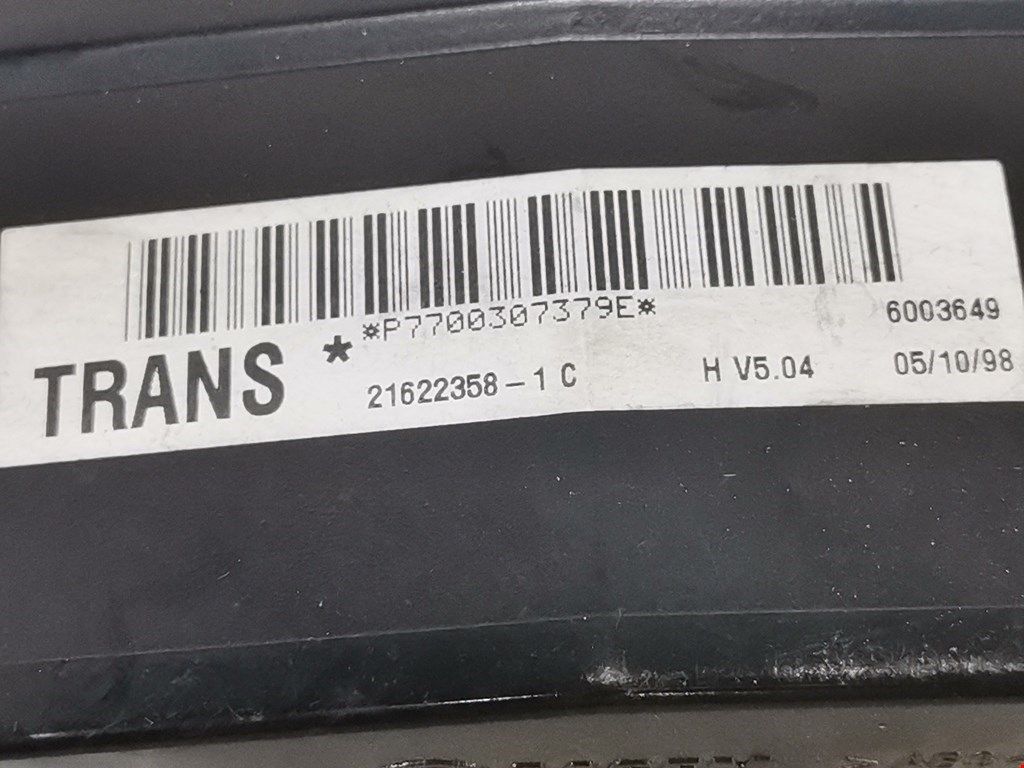 *P7700307379E*
6003649
TRANS *
21622358-1 C
H V5.04
05/10/98